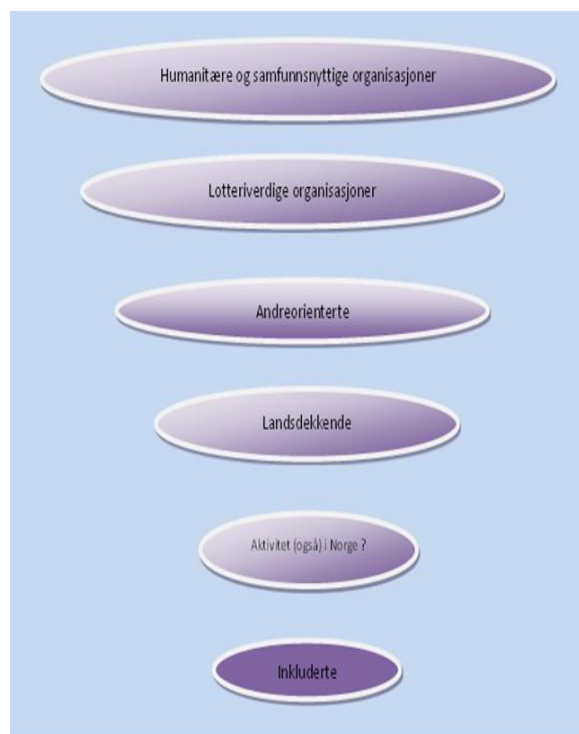 Humanitære og samfunnsnyttige organisasjoner
Lotteriverdige organisasjoner
Andreorienterte
Landsdekkende
Aktivitet (også) i Norge ?
Inkluderte